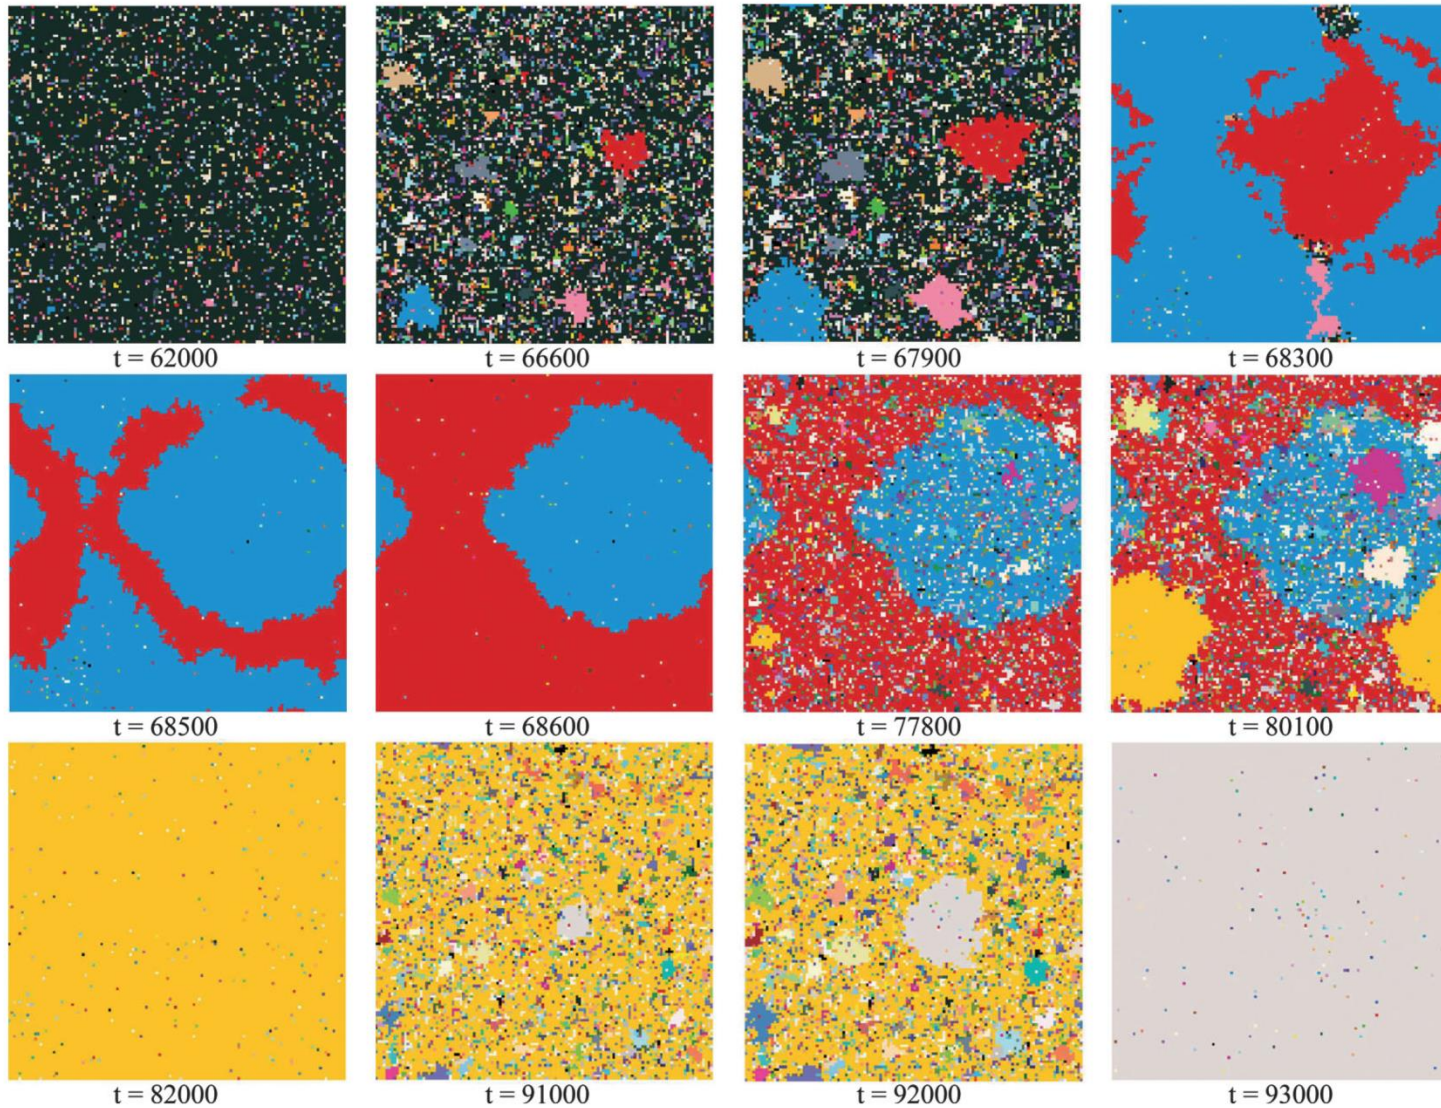 t = 62000
t = 66600
t = 67900
t = 68300
t = 68500
t = 68600
t = 77800
t = 80100
t = 82000
t = 91000
t = 92000
t = 93000